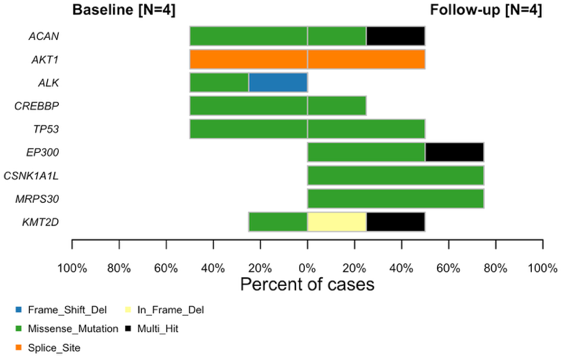 Baseline [N=4] Follow-up [N=4]
ACAN
AKT1
ALK
CREBBP
TP53
EP300
CSNK1A1L
MRPS30
KMT2D
100% 80% 60% 40% 20% 0% 20% 40% 60% 80% 100%
Percent of cases
Frame_Shift_Del In_Frame_Del
Missense_Mutation Multi_Hit
Splice_Site